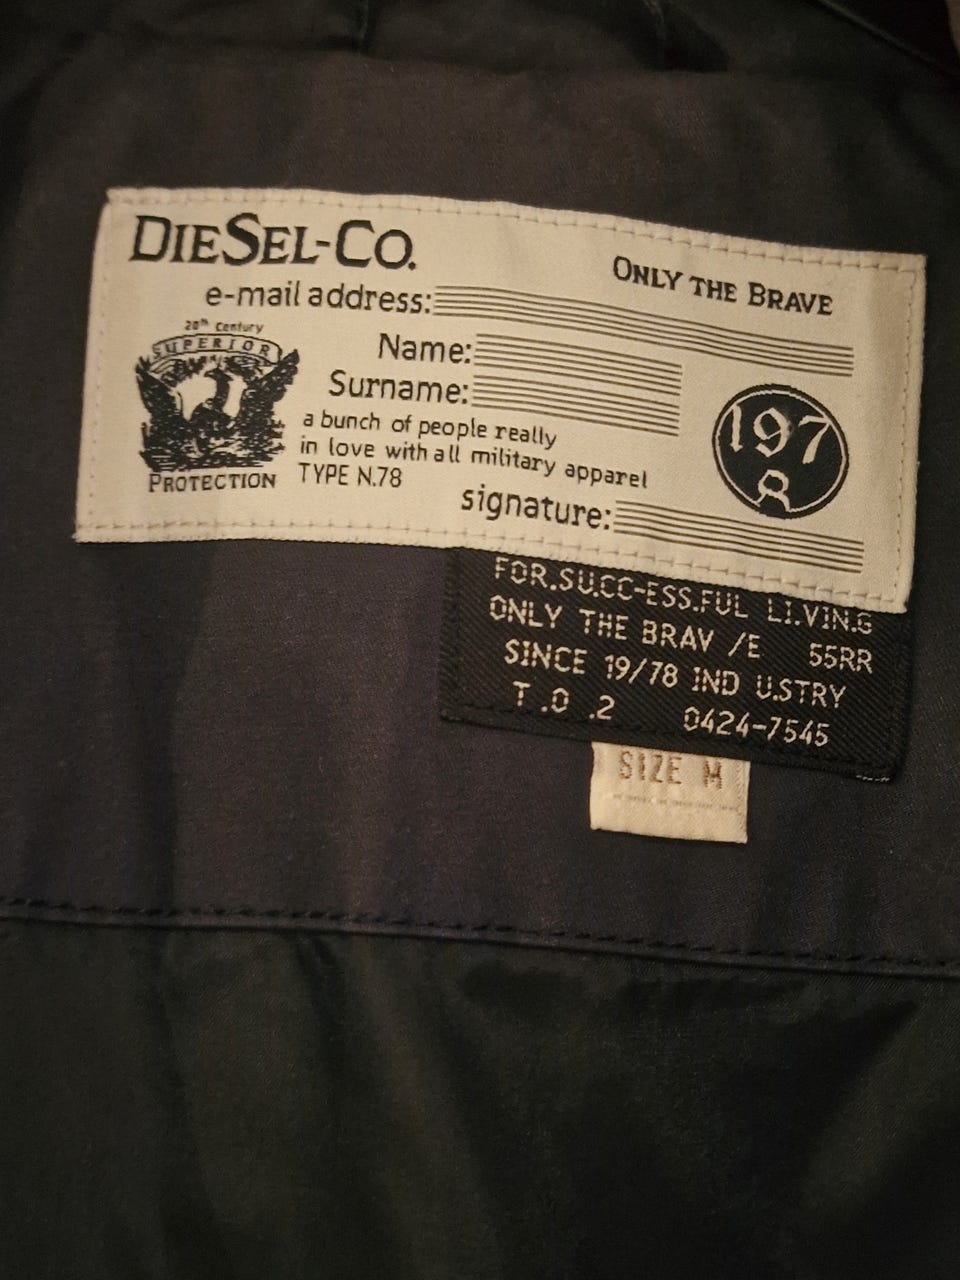 DIESEL-CO.
ONLY THE BRAVE
e-mail address:
20th Century
SUPERIOR
PROTECTION
Name:
Surname:
a bunch of people really
in love with all military apparel
TYPE N.78
signature:
197
8
FOR.SU.CC-ESS.FUL LI.VIN.G
ONLY THE BRAV /E 55RR
SINCE 19/78 IND U.STRY
T .O .2 0424-7545
SIZE M